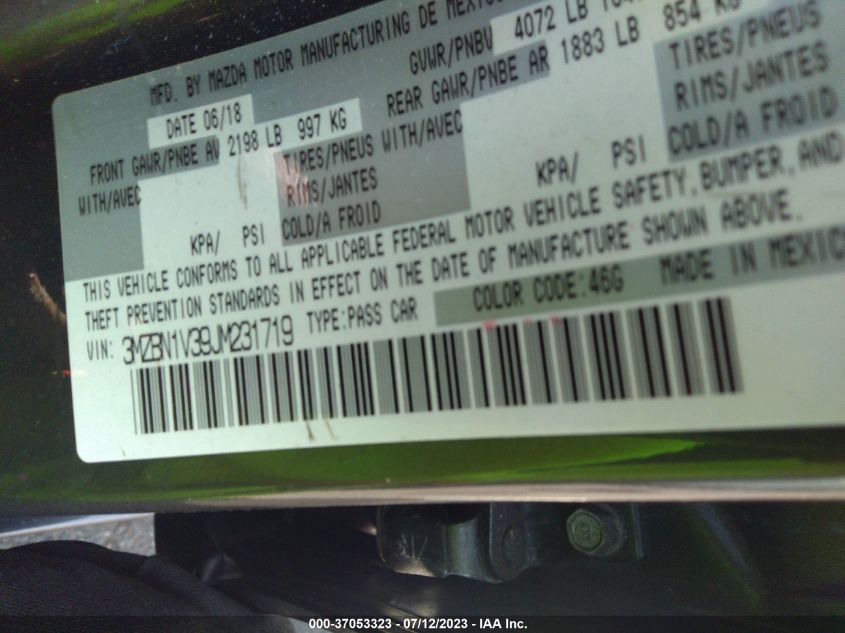 MFD. BY MAZDA MOTOR MANUFACTURING DE MEXICO
DATE 06/18 GVWR/PNBV 4072 LB
FRONT GAWR/PNBE AV 2198 LB 997 KG REAR GAWR/PNBE AR 1883 LB 854 KG
WITH/AVEC TIRES/PNEUS WITH/AVEC TIRES/PNEUS
RIMS/JANTES RIMS/JANTES
KPA/ PSI COLD/A FROID KPA/ PSI COLD/A FROID
THIS VEHICLE CONFORMS TO ALL APPLICABLE FEDERAL MOTOR VEHICLE SAFETY, BUMPER, AND
THEFT PREVENTION STANDARDS IN EFFECT ON THE DATE OF MANUFACTURE SHOWN ABOVE.
VIN: 3MZBN1V39JM231719 TYPE:PASS CAR COLOR CODE:46G MADE IN MEXICO
000-37053323 - 07/12/2023 - IAA Inc.